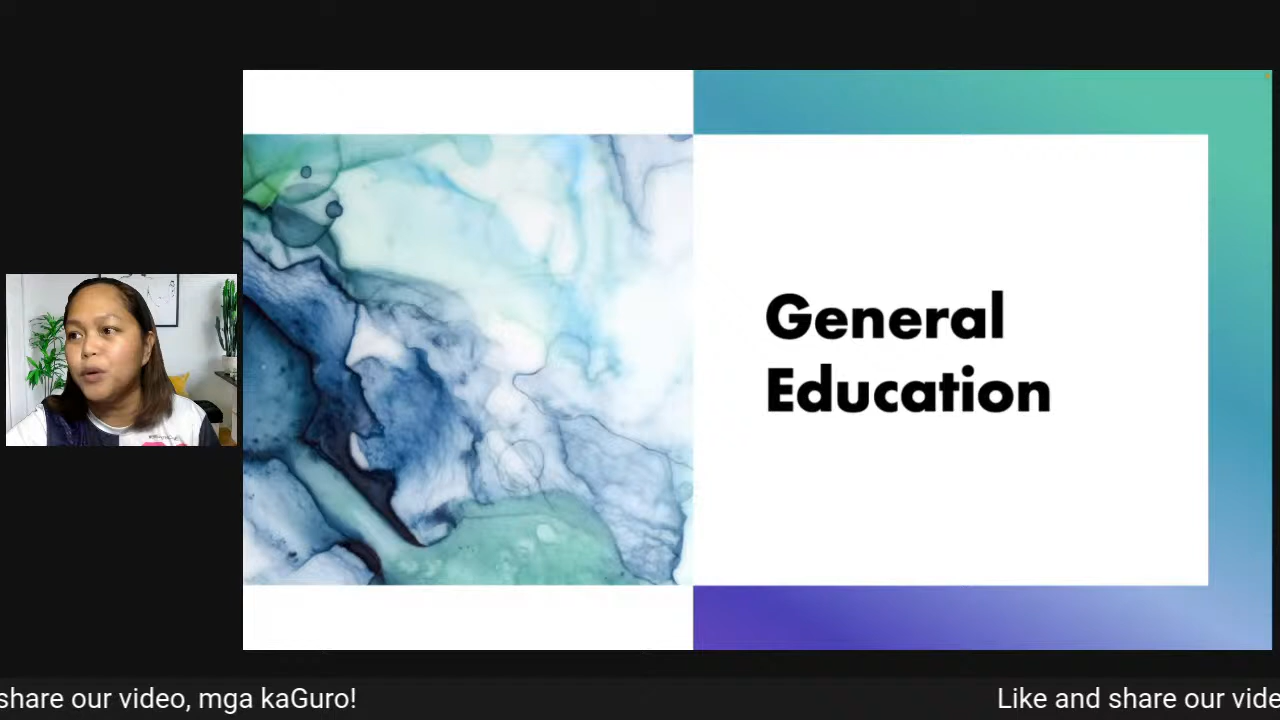 General
Education
share our video, mga kaGuro!
Like and share our vide